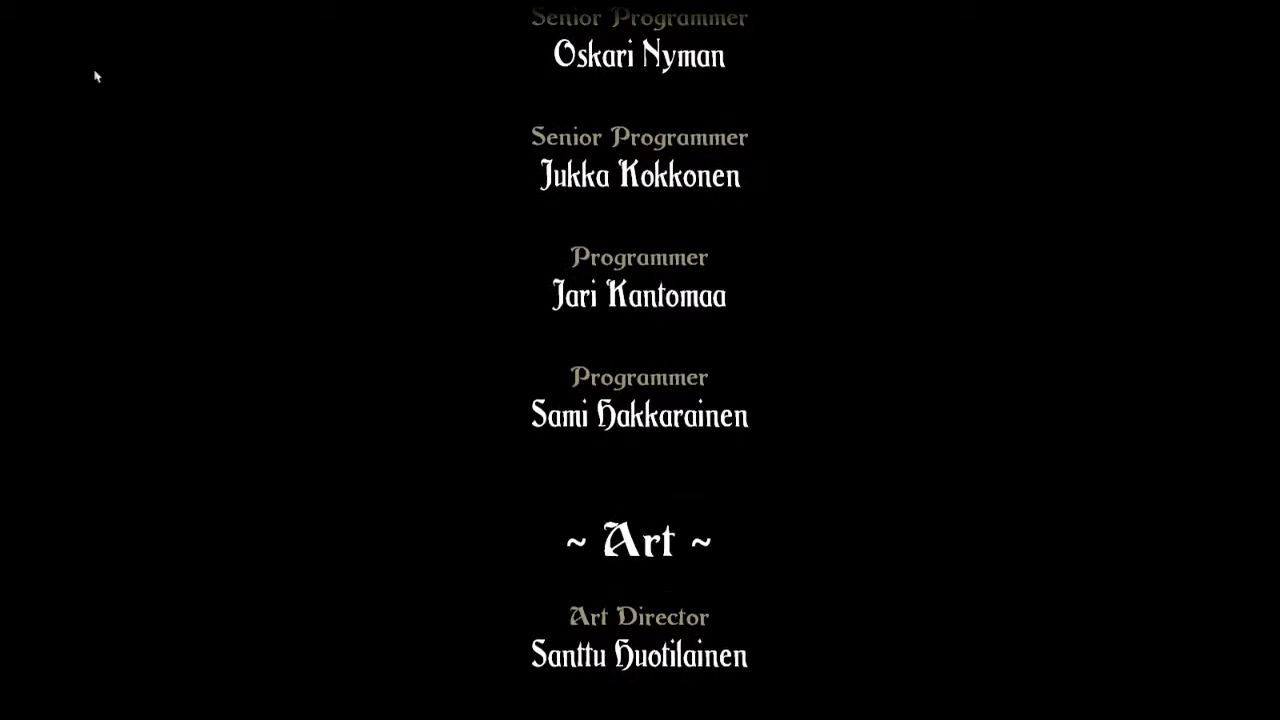 Senior Programmer
Oskari Nyman
Senior Programmer
Jukka Kokkonen
Programmer
Jari Kantomaa
Programmer
Sami Hakkarainen
~ Art ~
Art Director
Santtu Huotilainen